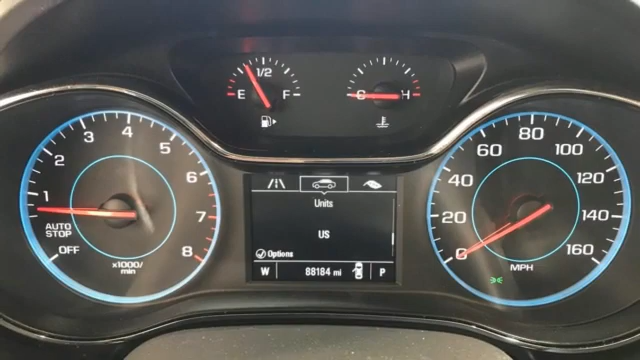 1/2
E F
C H
1 2 3 4 5 6 7 8
AUTO
STOP
OFF
x1000/
min
Units
US
Options
W 88184 mi P
0 20 40 60 80 100 120 140 160
MPH